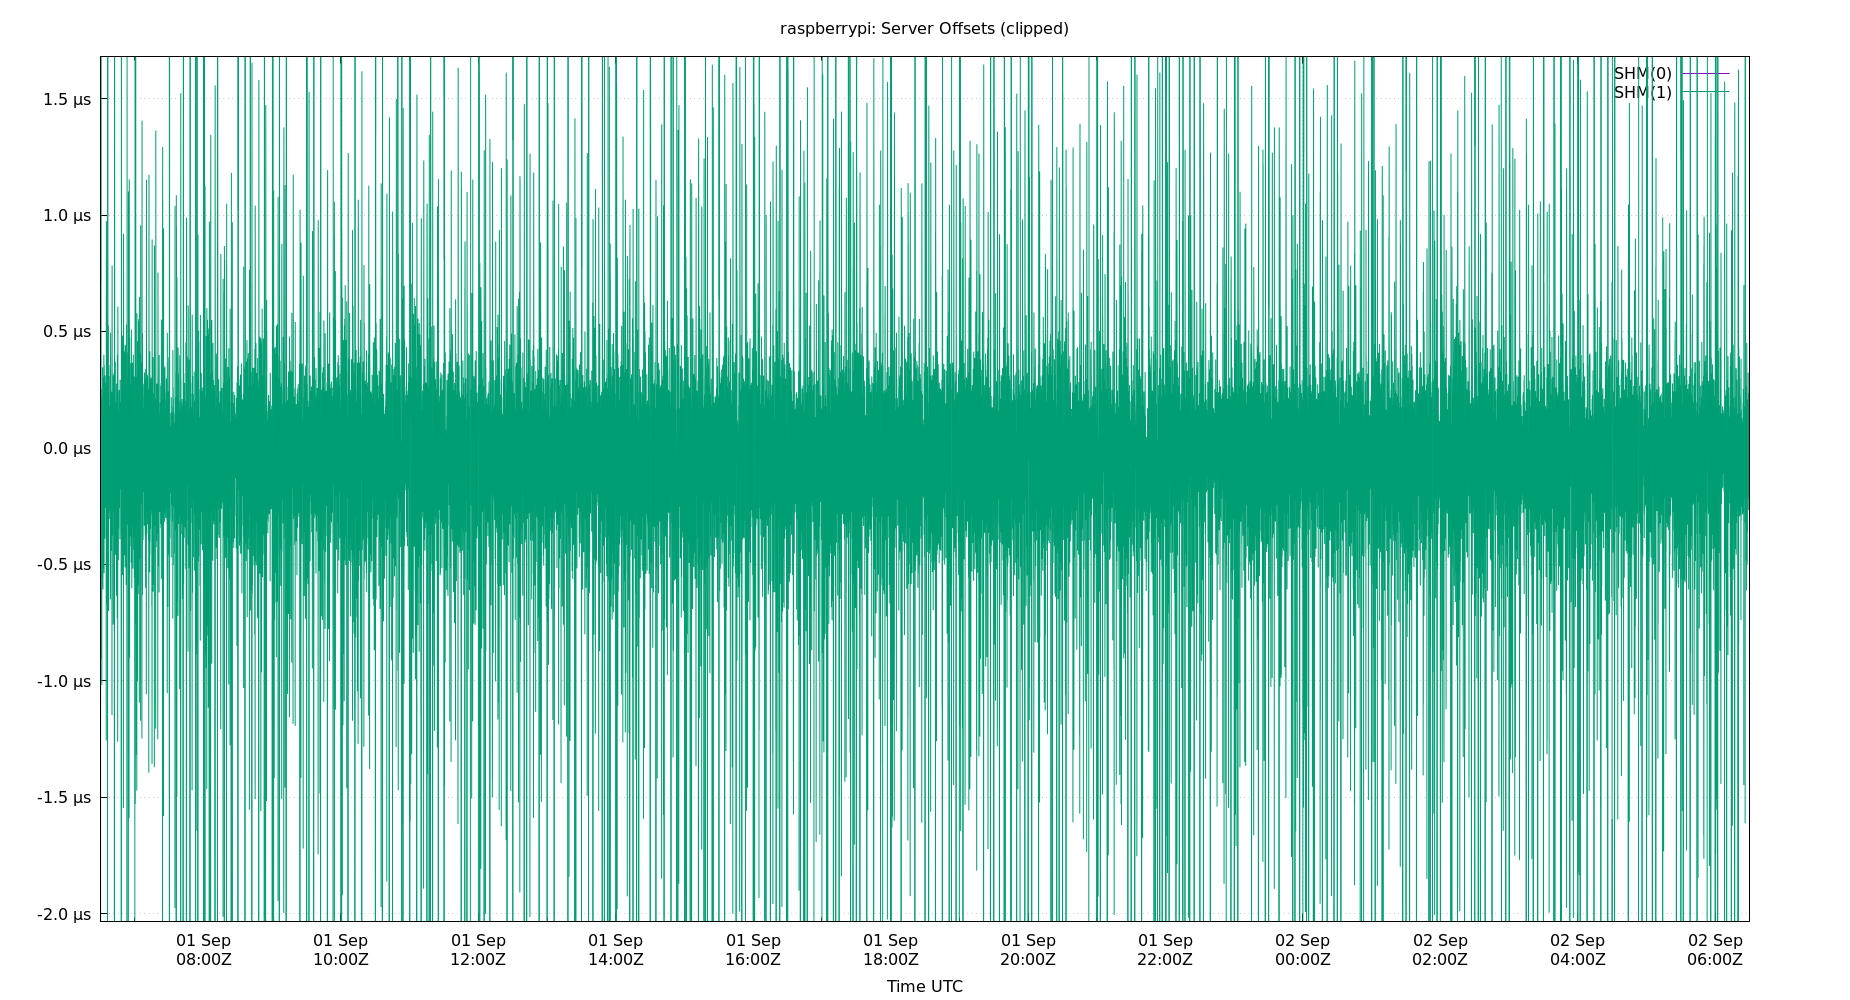 raspberrypi: Server Offsets (clipped)
SHM(0)
SHM(1)
1.5 µs
1.0 µs
0.5 µs
0.0 µs
-0.5 µs
-1.0 µs
-1.5 µs
-2.0 µs
01 Sep 01 Sep 01 Sep 01 Sep 01 Sep 01 Sep 01 Sep 01 Sep 02 Sep 02 Sep 02 Sep 02 Sep
08:00Z 10:00Z 12:00Z 14:00Z 16:00Z 18:00Z 20:00Z 22:00Z 00:00Z 02:00Z 04:00Z 06:00Z
Time UTC